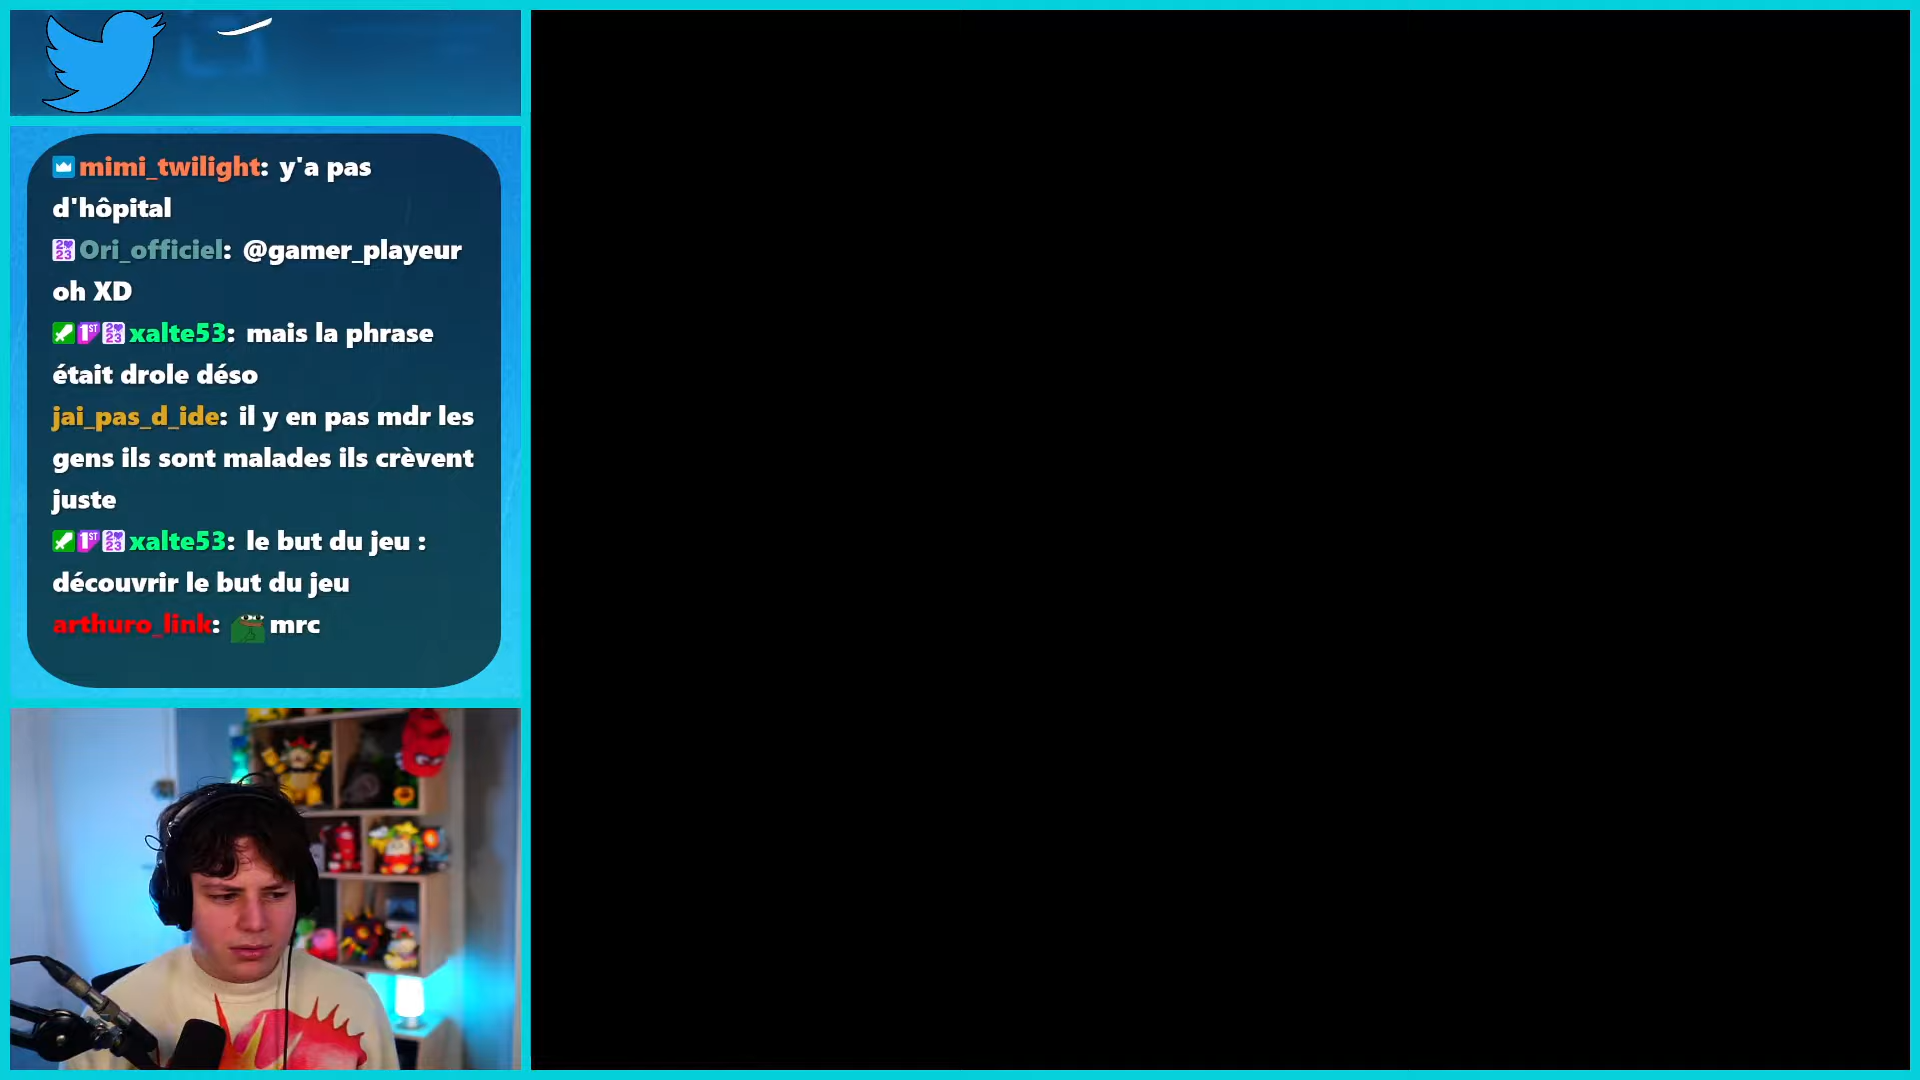 mimi_twilight: y'a pas
d'hôpital
Ori_officiel: @gamer_playeur
oh XD
xalte53: mais la phrase
était drole déso
jai_pas_d_ide: il y en pas mdr les
gens ils sont malades ils crèvent
juste
xalte53: le but du jeu :
découvrir le but du jeu
arthuro_link: mrc